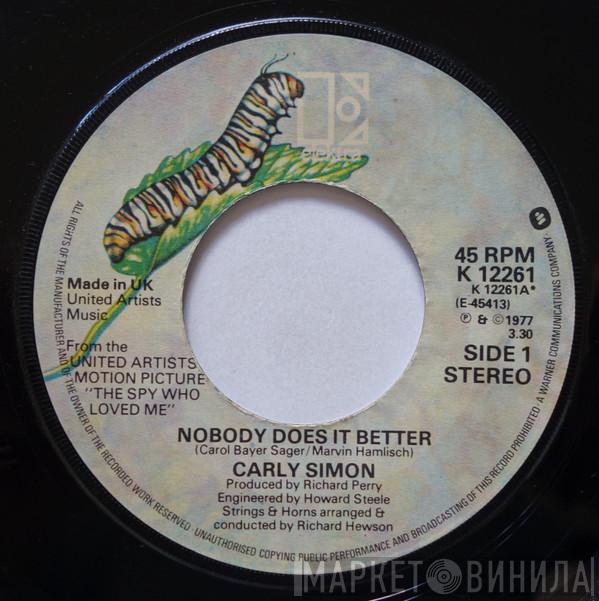 elektra
Made in UK
United Artists
Music
From the
UNITED ARTISTS
MOTION PICTURE
"THE SPY WHO
LOVED ME"
45 RPM
K 12261
K 12261A*
(E-45413)
℗ & © 1977
3.30
SIDE 1
STEREO
NOBODY DOES IT BETTER
(Carol Bayer Sager/Marvin Hamlisch)
CARLY SIMON
Produced by Richard Perry
Engineered by Howard Steele
Strings & Horns arranged &
conducted by Richard Hewson
ALL RIGHTS OF THE MANUFACTURER AND OF THE OWNER OF THE RECORDED WORK RESERVED · UNAUTHORISED COPYING PUBLIC PERFORMANCE AND BROADCASTING OF THIS RECORD PROHIBITED · A WARNER COMMUNICATIONS COMPANY ·
МАРКЕТ ВИНИЛА